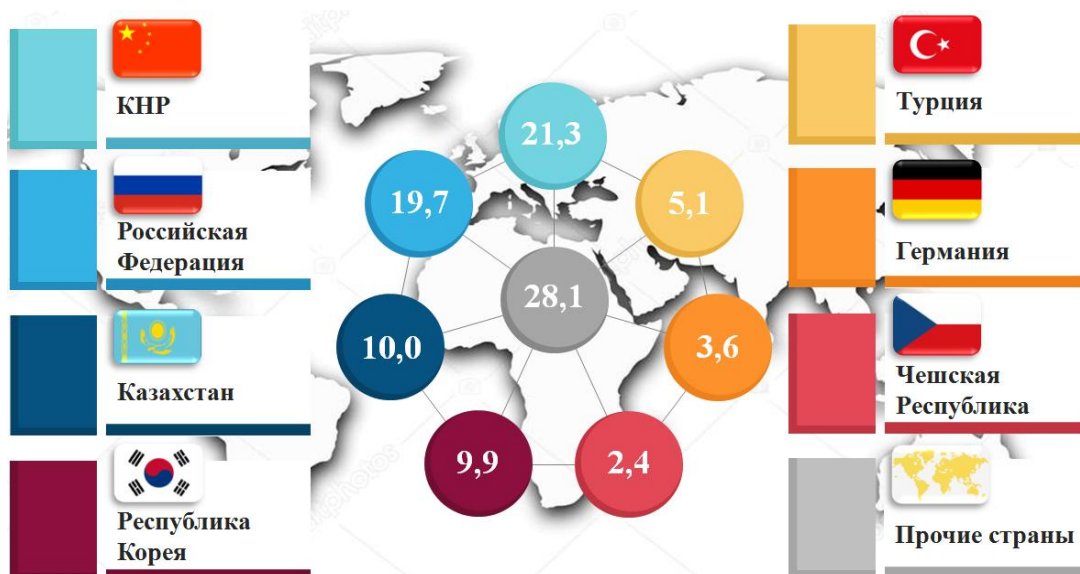 КНР
Российская
Федерация
Казахстан
Республика
Корея
21,3
19,7
5,1
28,1
10,0
3,6
9,9
2,4
Турция
Германия
Чешская
Республика
Прочие страны